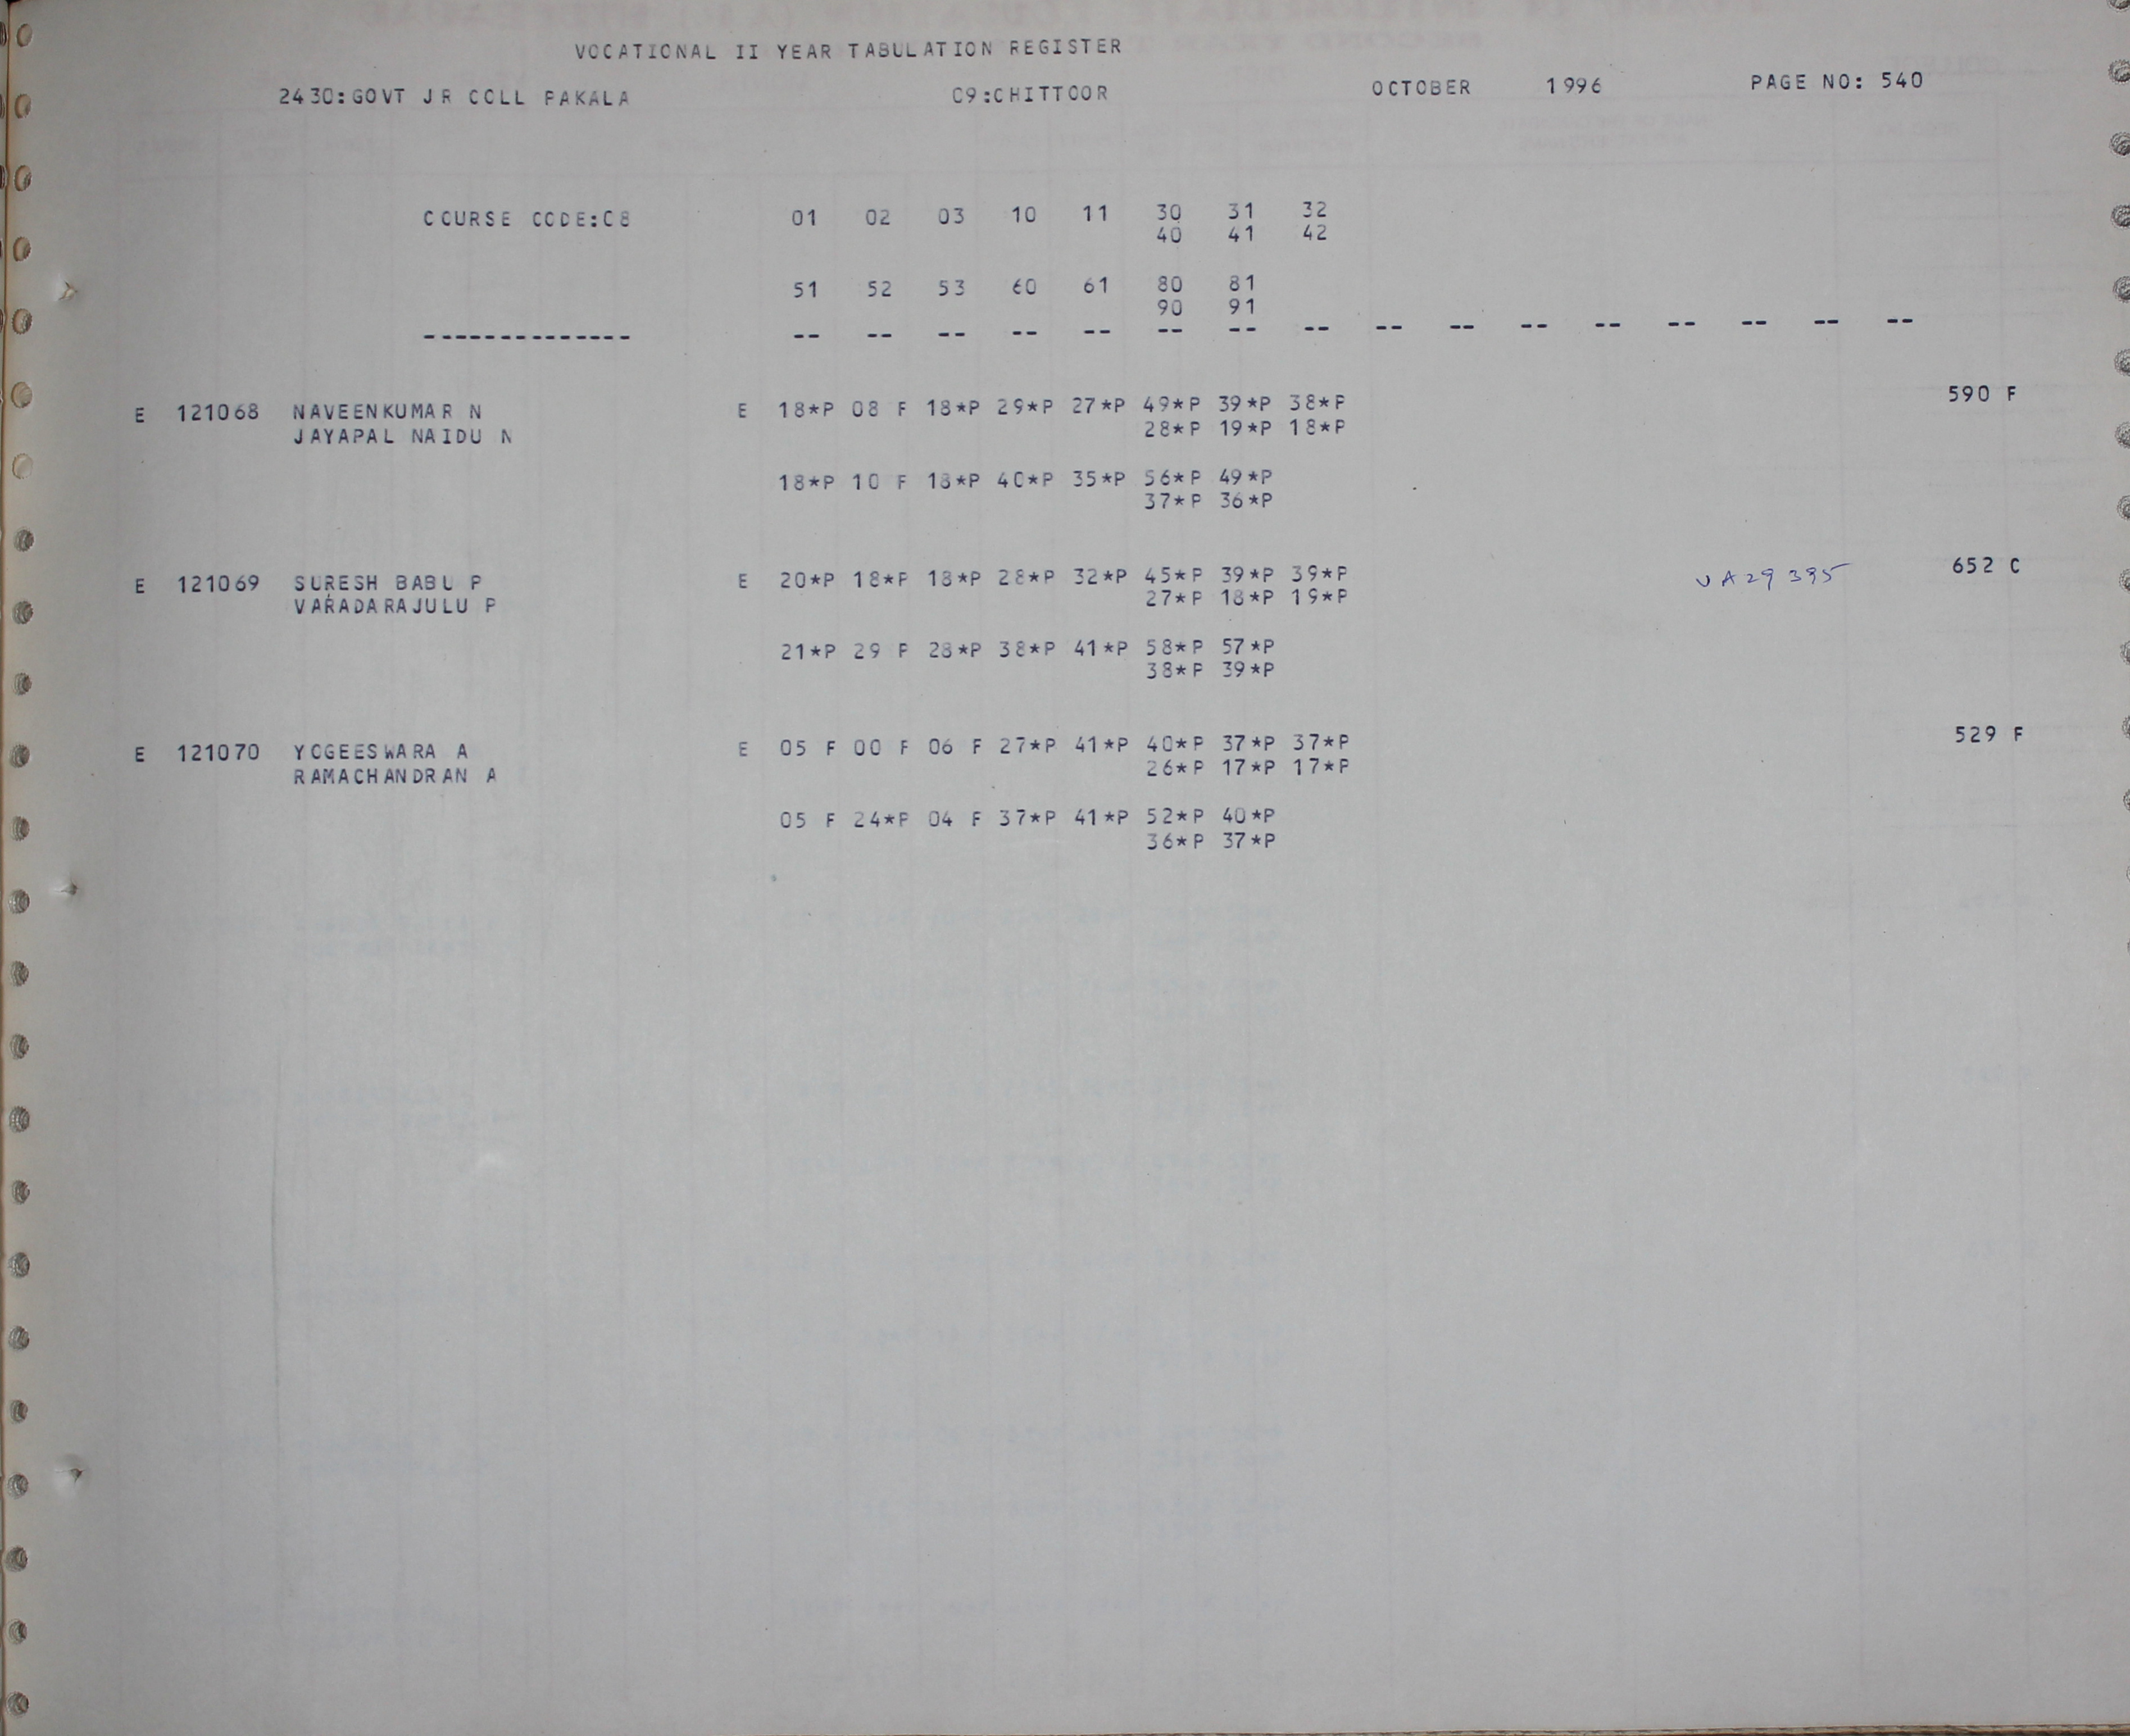 VOCATIONAL II YEAR TABULATION REGISTER
2430:GOVT JR COLL PAKALA 09:CHITTOOR OCTOBER 1996 PAGE NO: 540
COURSE CODE:08 01 02 03 10 11 30 31 32
40 41 42
51 52 53 60 61 80 81
90 91
-------------- -- -- -- -- -- -- -- -- -- -- -- -- -- -- -- --
E 121068 NAVEENKUMAR N E 18*P 08 F 18*P 29*P 27*P 49*P 39*P 38*P 590 F
JAYAPAL NAIDU N 28*P 19*P 18*P
18*P 10 F 18*P 40*P 35*P 56*P 49*P
37*P 36*P
E 121069 SURESH BABU P E 20*P 18*P 18*P 28*P 32*P 45*P 39*P 39*P VA29395 652 C
VARADARAJULU P 27*P 18*P 19*P
21*P 29 P 28*P 38*P 41*P 58*P 57*P
38*P 39*P
E 121070 YOGEESWARA A E 05 F 00 F 06 F 27*P 41*P 40*P 37*P 37*P 529 F
RAMACHANDRAN A 26*P 17*P 17*P
05 F 24*P 04 F 37*P 41*P 52*P 40*P
36*P 37*P